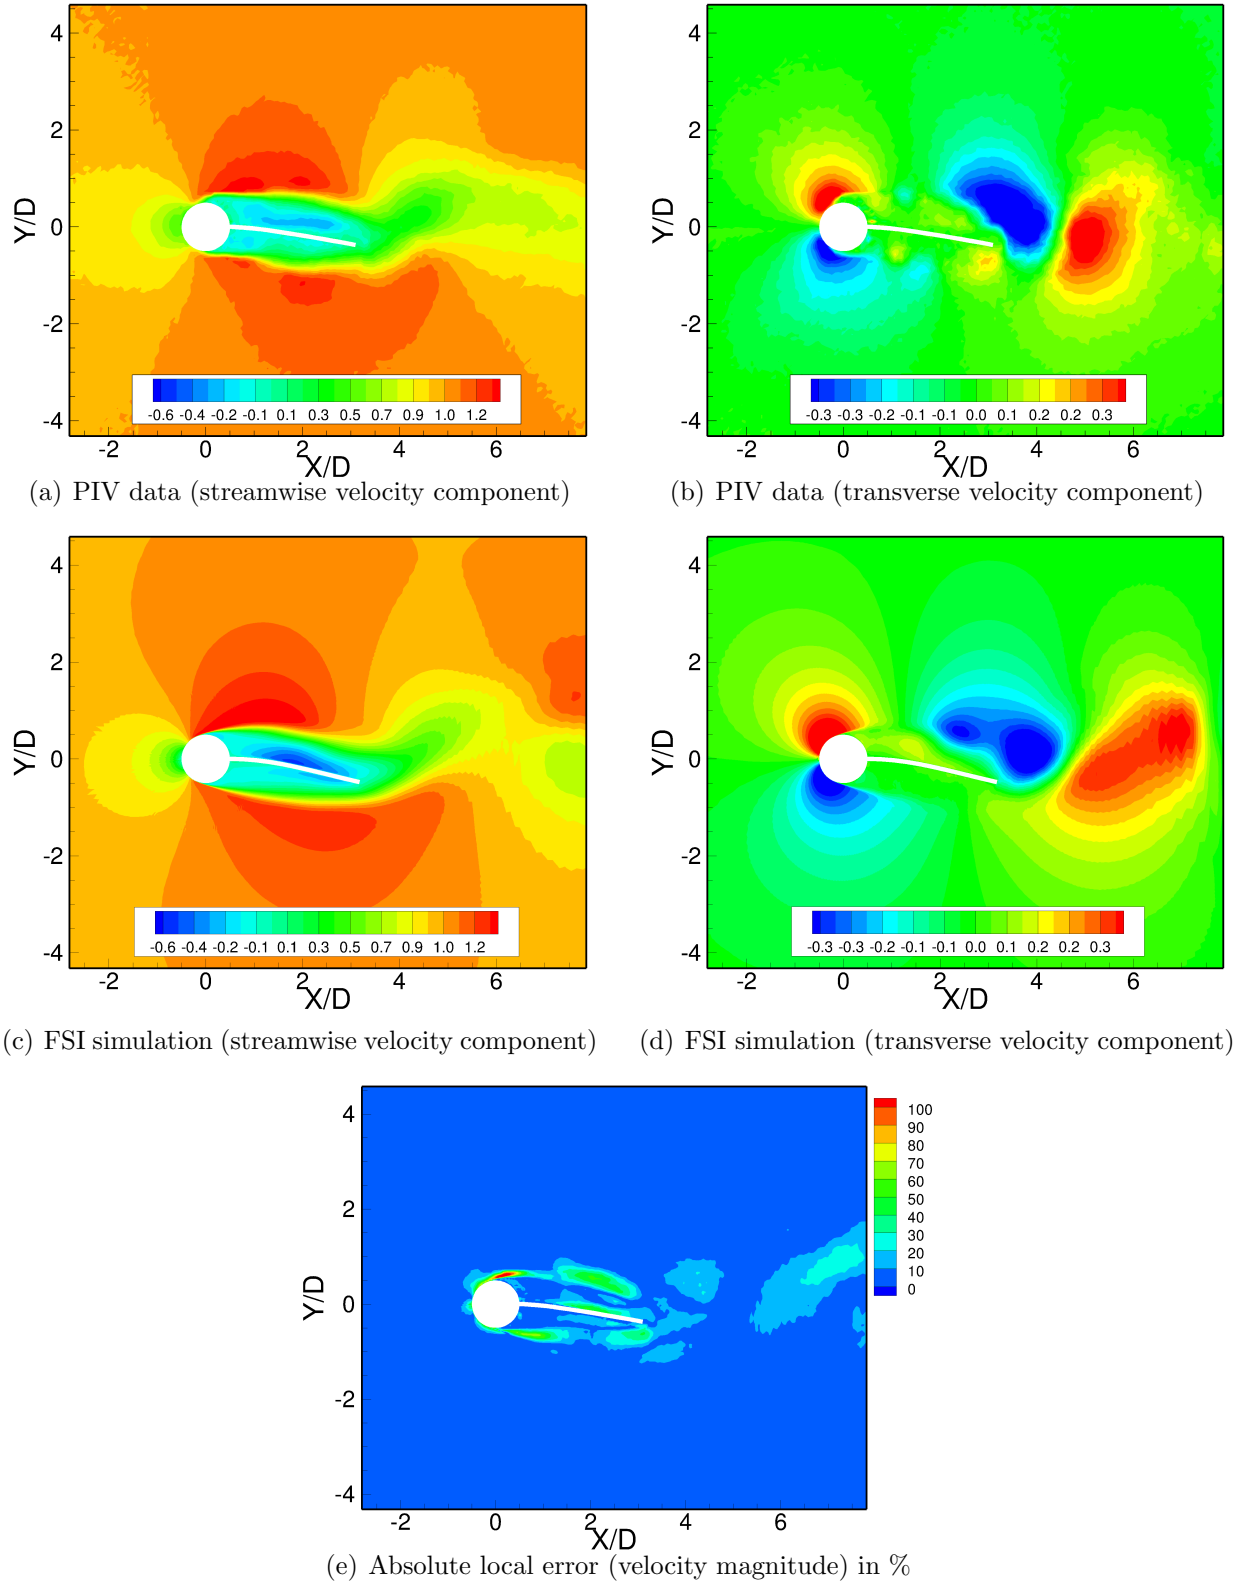 4
2
0
-2
-4
Y/D
-0.6 -0.4 -0.2 -0.1 0.1 0.3 0.5 0.7 0.9 1.0 1.2
-2 0 2 4 6
X/D
(a) PIV data (streamwise velocity component)
4
2
0
-2
-4
Y/D
-0.3 -0.3 -0.2 -0.1 -0.1 0.0 0.1 0.2 0.2 0.3
-2 0 2 4 6
X/D
(b) PIV data (transverse velocity component)
4
2
0
-2
-4
Y/D
-0.6 -0.4 -0.2 -0.1 0.1 0.3 0.5 0.7 0.9 1.0 1.2
-2 0 2 4 6
X/D
(c) FSI simulation (streamwise velocity component)
4
2
0
-2
-4
Y/D
-0.3 -0.3 -0.2 -0.1 -0.1 0.0 0.1 0.2 0.2 0.3
-2 0 2 4 6
X/D
(d) FSI simulation (transverse velocity component)
4
2
0
-2
-4
Y/D
100
90
80
70
60
50
40
30
20
10
0
-2 0 2 4 6
X/D
(e) Absolute local error (velocity magnitude) in %